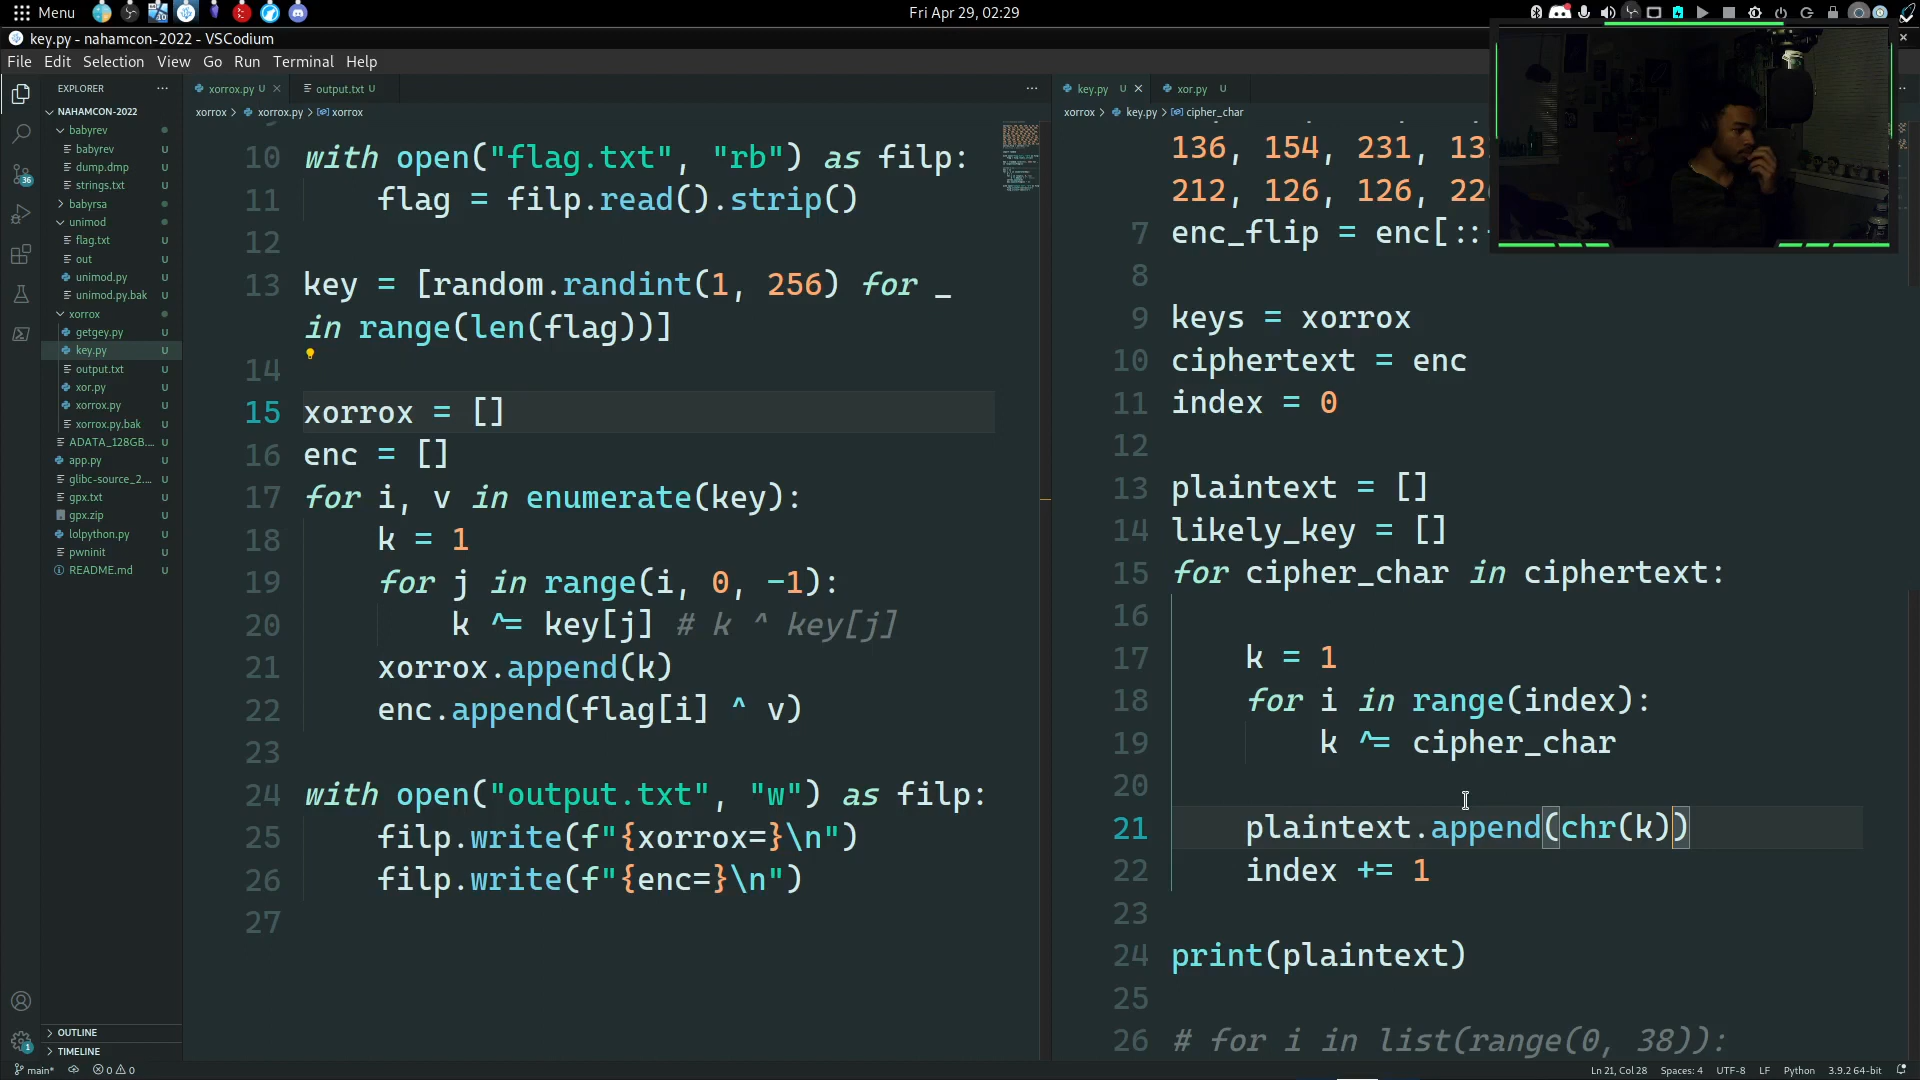 Menu
Fri Apr 29, 02:29
key.py - nahamcon-2022 - VSCodium
File Edit Selection View Go Run Terminal Help
EXPLORER
NAHAMCON-2022
babyrev
babyrev U
dump.dmp U
strings.txt U
babyrsa
unimod
flag.txt U
out U
unimod.py U
unimod.py.bak U
xorrox
getgey.py U
key.py U
output.txt U
xor.py U
xorrox.py U
xorrox.py.bak U
ADATA_128GB.... U
app.py U
glibc-source_2.... U
gpx.txt U
gpx.zip U
lolpython.py U
pwninit U
README.md U
OUTLINE
TIMELINE
36
1
xorrox.py U
output.txt U
xorrox > xorrox.py > xorrox
10 with open("flag.txt", "rb") as filp:
11 flag = filp.read().strip()
12
13 key = [random.randint(1, 256) for _
in range(len(flag))]
14
15 xorrox = []
16 enc = []
17 for i, v in enumerate(key):
18 k = 1
19 for j in range(i, 0, -1):
20 k ^= key[j] # k ^ key[j]
21 xorrox.append(k)
22 enc.append(flag[i] ^ v)
23
24 with open("output.txt", "w") as filp:
25 filp.write(f"{xorrox=}\n")
26 filp.write(f"{enc=}\n")
27
key.py U
xor.py U
xorrox > key.py > cipher_char
136, 154, 231, 13
212, 126, 126, 22
7 enc_flip = enc[::
8
9 keys = xorrox
10 ciphertext = enc
11 index = 0
12
13 plaintext = []
14 likely_key = []
15 for cipher_char in ciphertext:
16
17 k = 1
18 for i in range(index):
19 k ^= cipher_char
20
21 plaintext.append(chr(k))
22 index += 1
23
24 print(plaintext)
25
26 # for i in list(range(0, 38)):
main* 0 0
Ln 21, Col 28 Spaces: 4 UTF-8 LF Python 3.9.2 64-bit